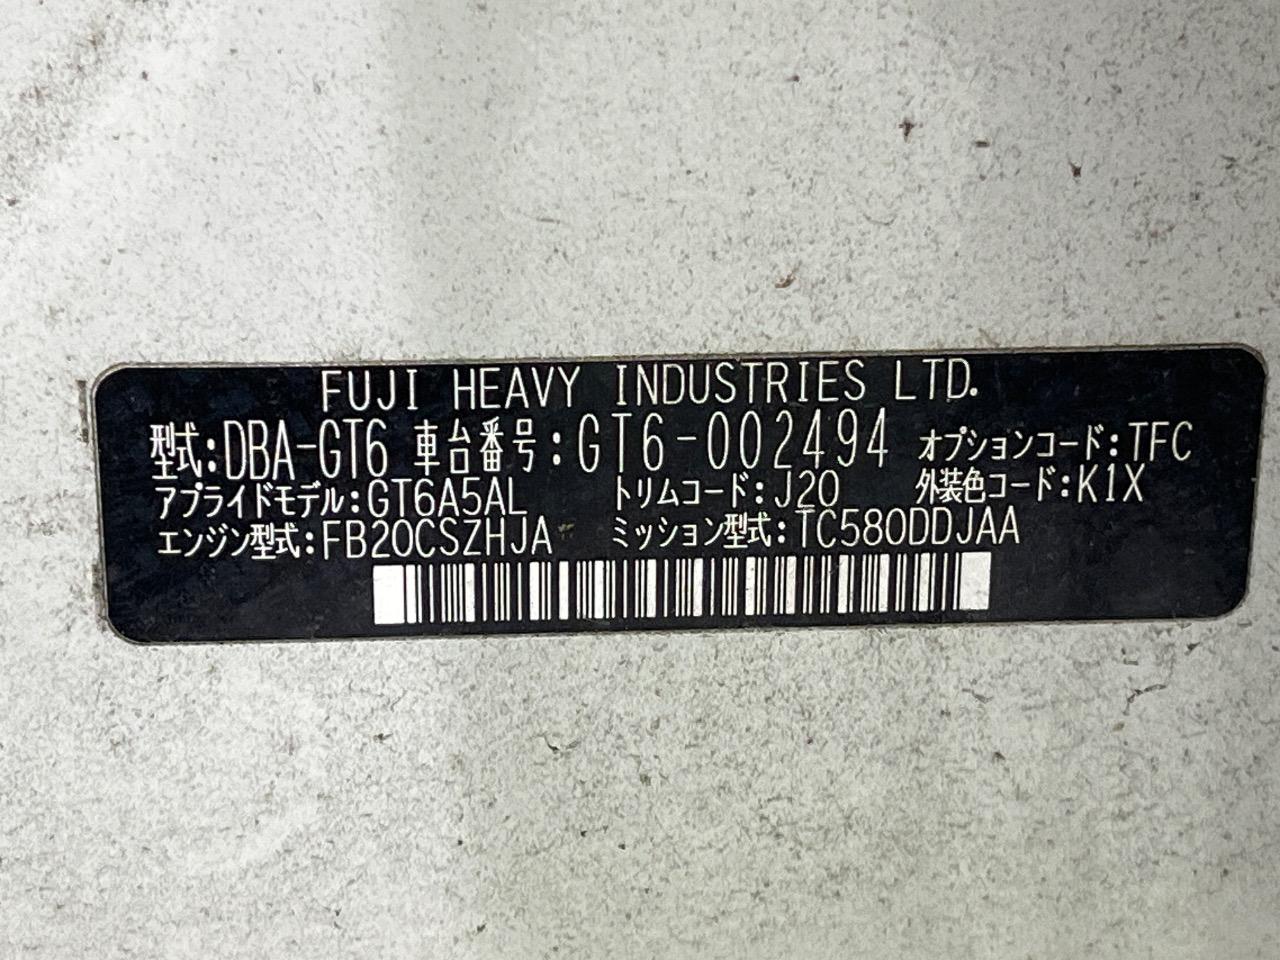 FUJI HEAVY INDUSTRIES LTD.
型式:DBA-GT6 車台番号:GT6-002494 オプションコード:TFC
アプライドモデル:GT6A5AL トリムコード:J20 外装色コード:K1X
エンジン型式:FB20CSZHJA ミッション型式:TC580DDJAA